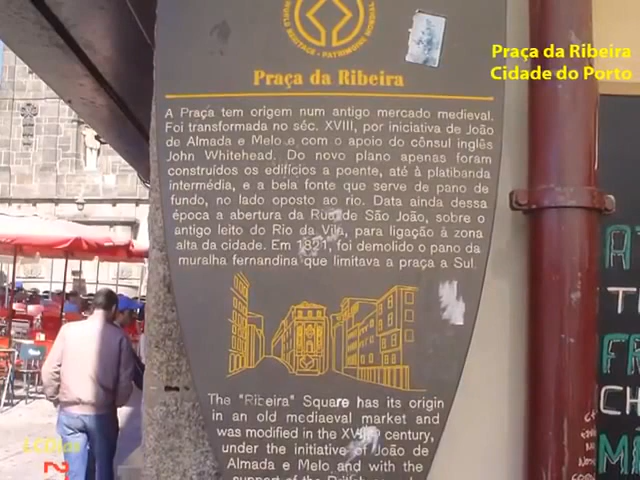 WORLD HERITAGE • PATRIMOINE MONDIAL
Praça da Ribeira
Praça da Ribeira
Cidade do Porto
A Praça tem origem num antigo mercado medieval.
Foi transformada no séc. XVIII, por iniciativa de João
de Almada e Melo e com o apoio do cônsul inglês
John Whitehead. Do novo plano apenas foram
construídos os edifícios a poente, até à platibanda
intermédia, e a bela fonte que serve de pano de
fundo, no lado oposto ao rio. Data ainda dessa
época a abertura da Rua de São João, sobre o
antigo leito do Rio da Vila, para ligação à zona
alta da cidade. Em 1821, foi demolido o pano da
muralha fernandina que limitava a praça a Sul.
The "Ribeira" Square has its origin
in an old mediaeval market and
was modified in the XVIII century,
under the initiative of João de
Almada e Melo and with the
support of the British